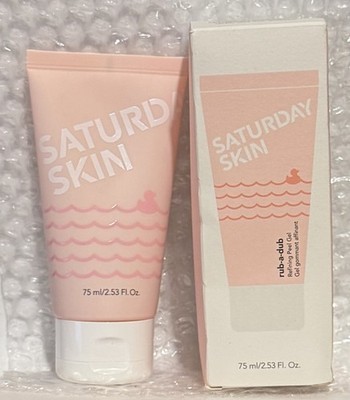 SATURD
SKIN
75 ml/2.53 Fl. Oz.
SATURDAY
SKIN
rub-a-dub
Refining Peel Gel
Gel gommant affinant
75 ml/2.53 Fl. Oz.